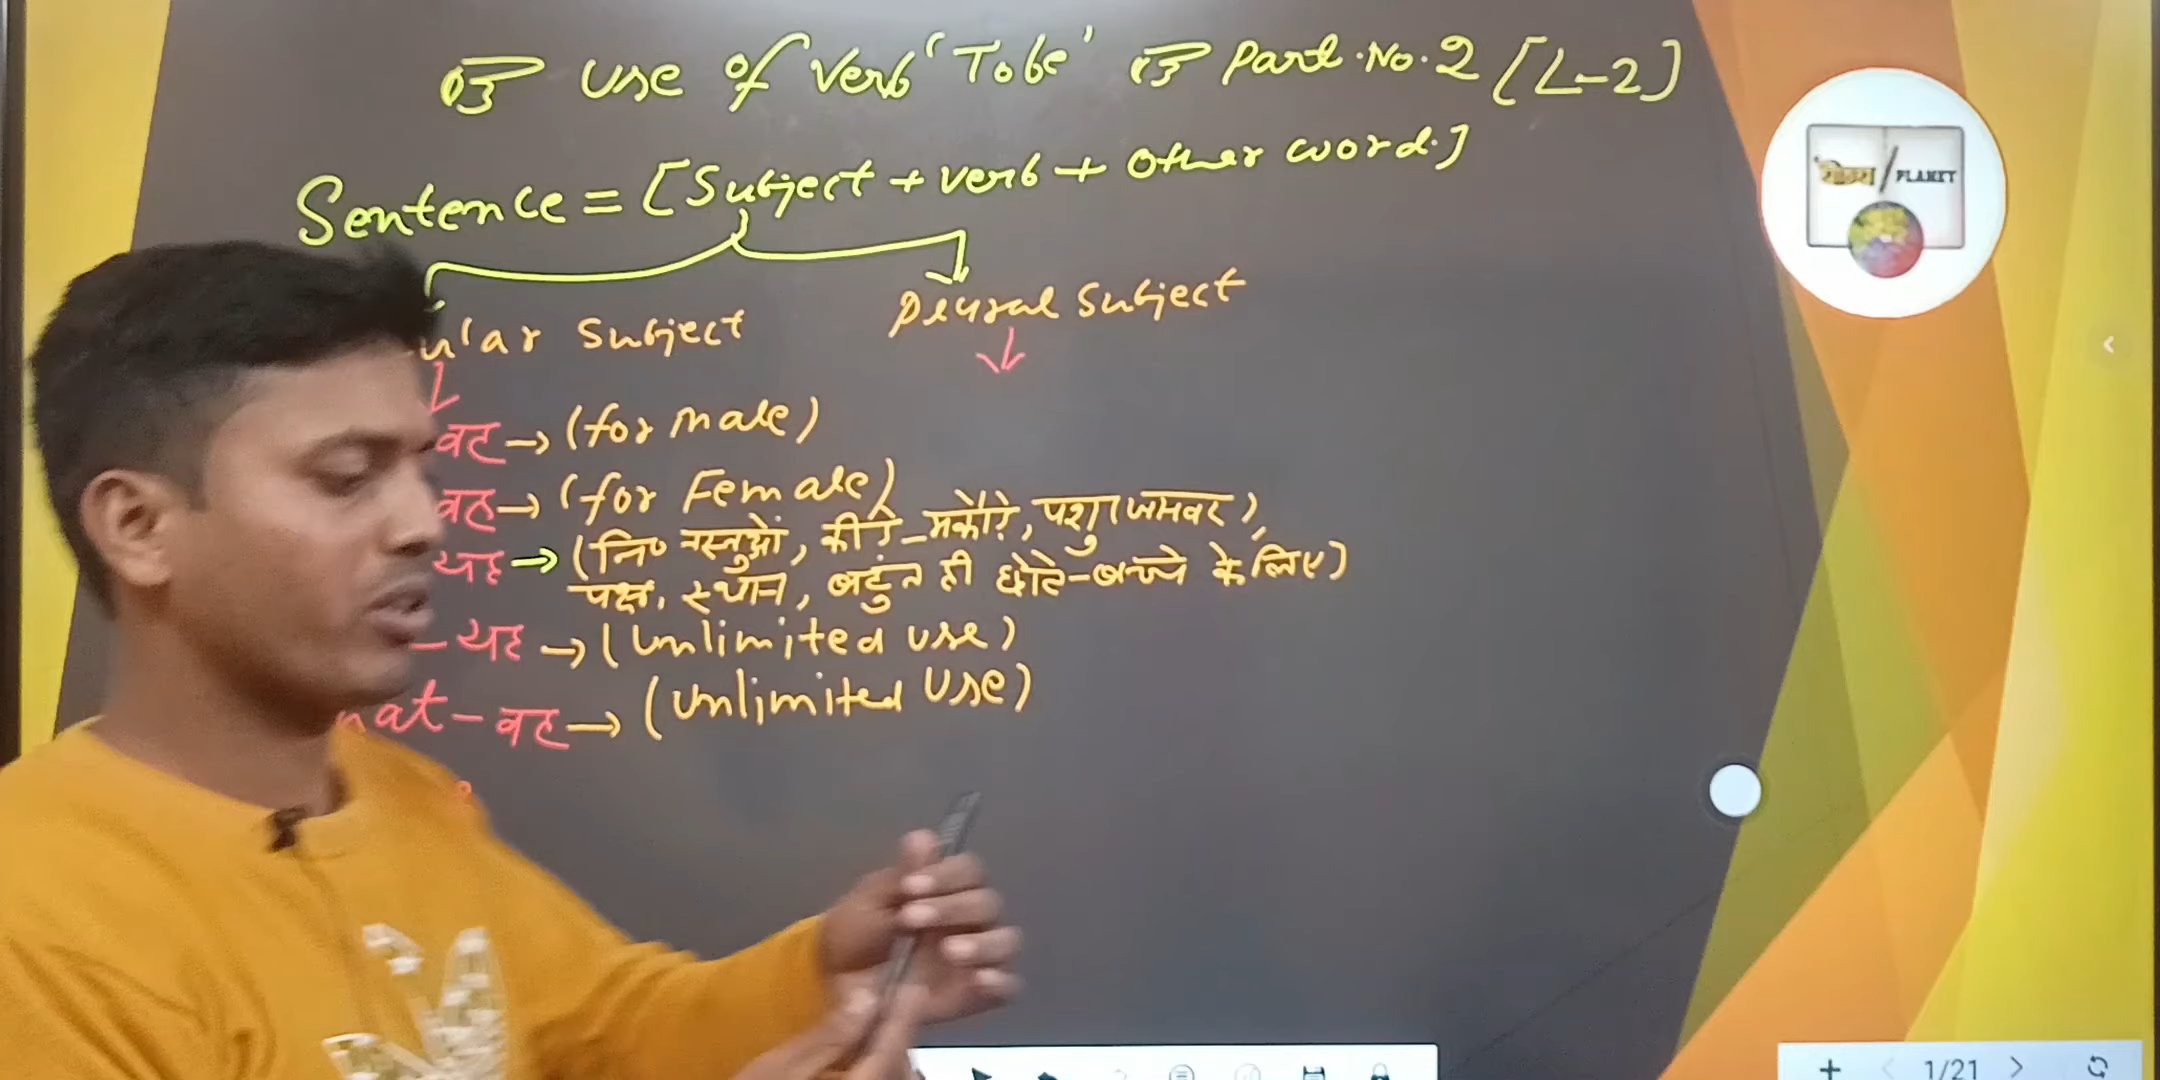 ☞ Use of Verb 'To be' ☞ Part.No.2 [L-2]
Sentence = [Subject + verb + Other word.]
ular Subject
Plural Subject
वह → (for male)
वह → (for Female)
यह → (नि० वस्तुओं, कीड़े-मकोड़े, पशु(जानवर),
पक्षी, स्थान, बहुत ही छोटे-बच्चे के लिए)
- यह → (Unlimited use)
hat - वह → (Unlimited Use)
PLANET
1/21